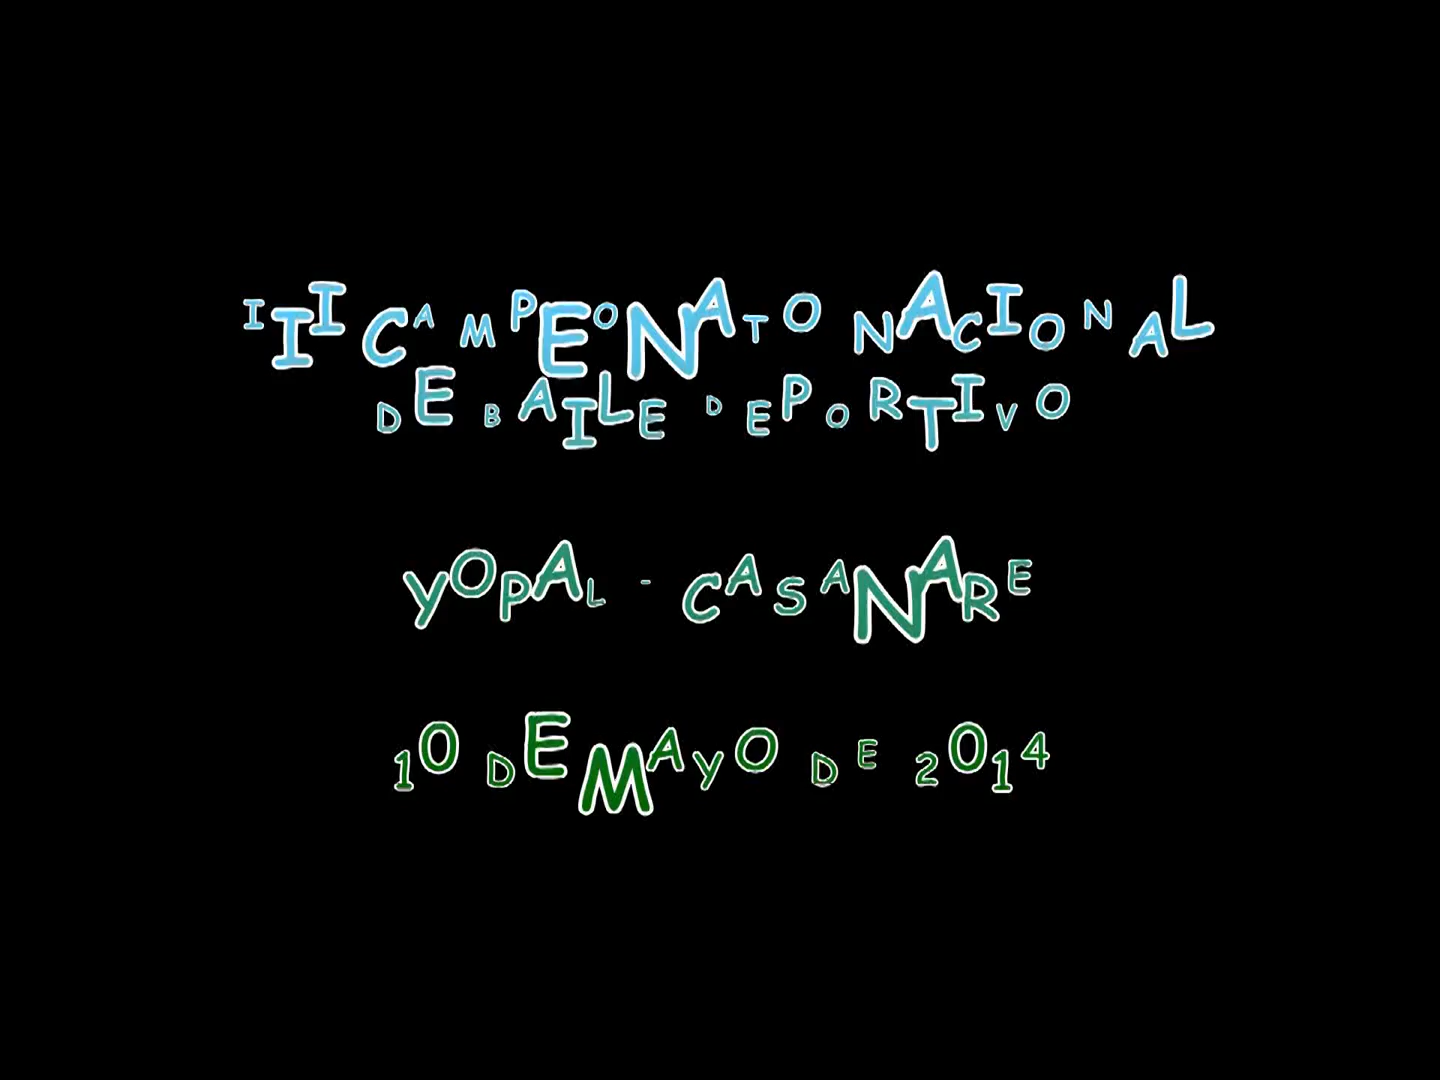 III CAMPEONATO NACIONAL
DE BAILE DEPORTIVO
YOPAL - CASANARE
10 DE MAYO DE 2014